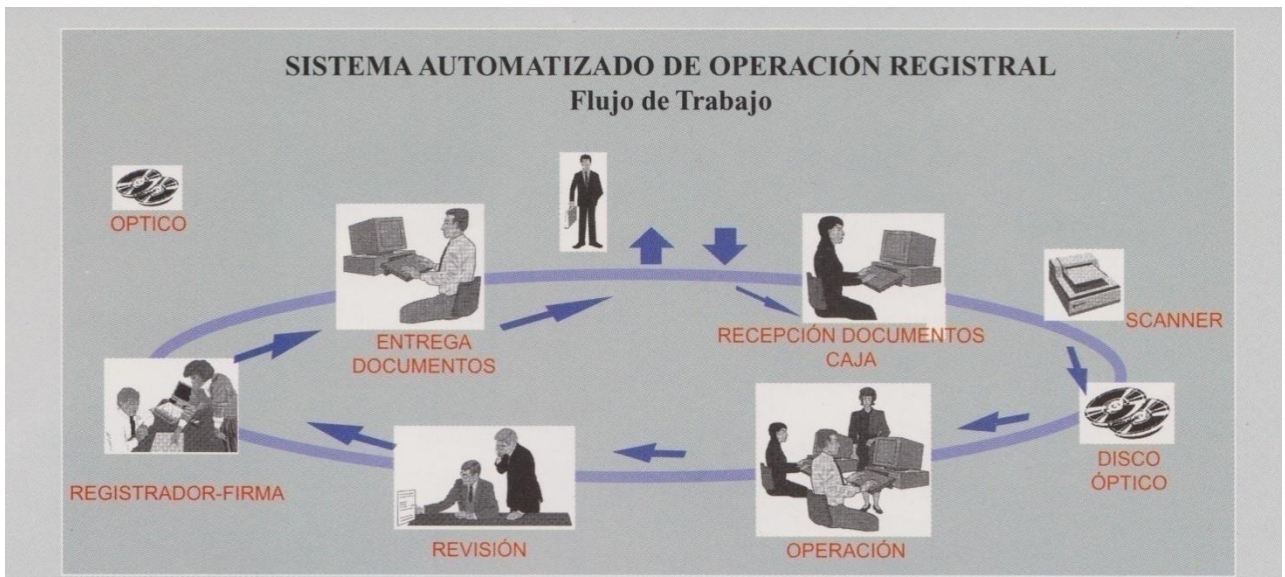 SISTEMA AUTOMATIZADO DE OPERACIÓN REGISTRAL
Flujo de Trabajo
OPTICO
ENTREGA
DOCUMENTOS
RECEPCIÓN DOCUMENTOS
CAJA
SCANNER
DISCO
ÓPTICO
OPERACIÓN
REVISIÓN
REGISTRADOR-FIRMA